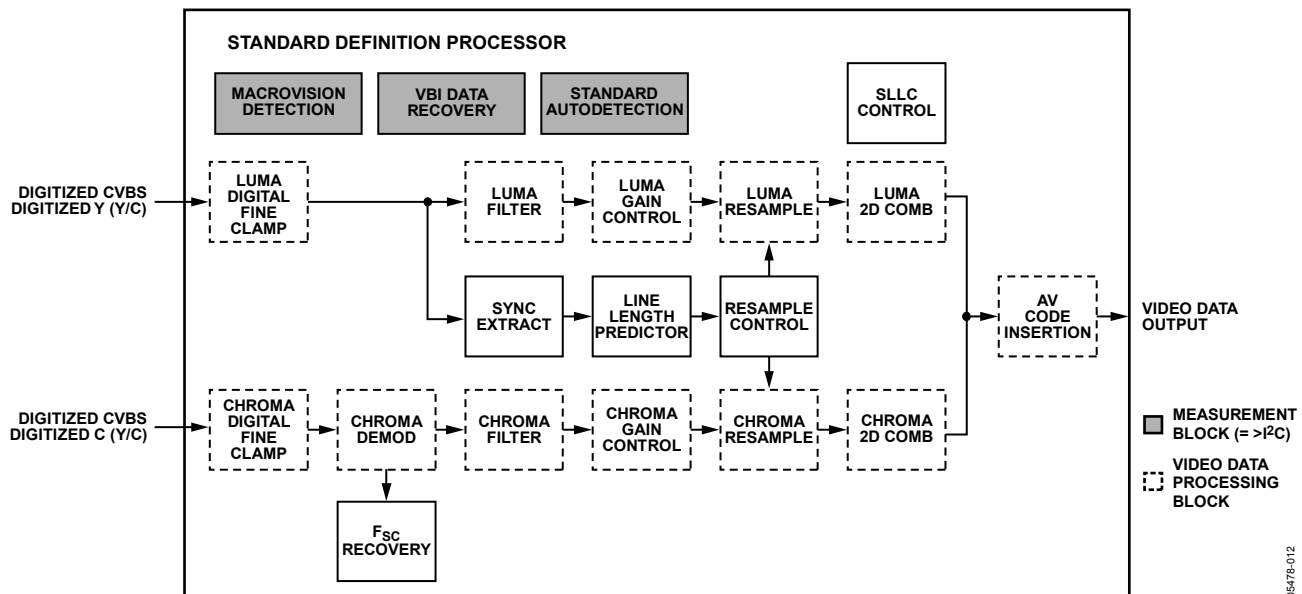 STANDARD DEFINITION PROCESSOR
MACROVISION
DETECTION
VBI DATA
RECOVERY
STANDARD
AUTODETECTION
SLLC
CONTROL
DIGITIZED CVBS
DIGITIZED Y (Y/C)
LUMA
DIGITAL
FINE
CLAMP
LUMA
FILTER
LUMA
GAIN
CONTROL
LUMA
RESAMPLE
LUMA
2D COMB
SYNC
EXTRACT
LINE
LENGTH
PREDICTOR
RESAMPLE
CONTROL
AV
CODE
INSERTION
VIDEO DATA
OUTPUT
DIGITIZED CVBS
DIGITIZED C (Y/C)
CHROMA
DIGITAL
FINE
CLAMP
CHROMA
DEMOD
CHROMA
FILTER
CHROMA
GAIN
CONTROL
CHROMA
RESAMPLE
CHROMA
2D COMB
FSC
RECOVERY
MEASUREMENT
BLOCK (= >I²C)
VIDEO DATA
PROCESSING
BLOCK
05478-012